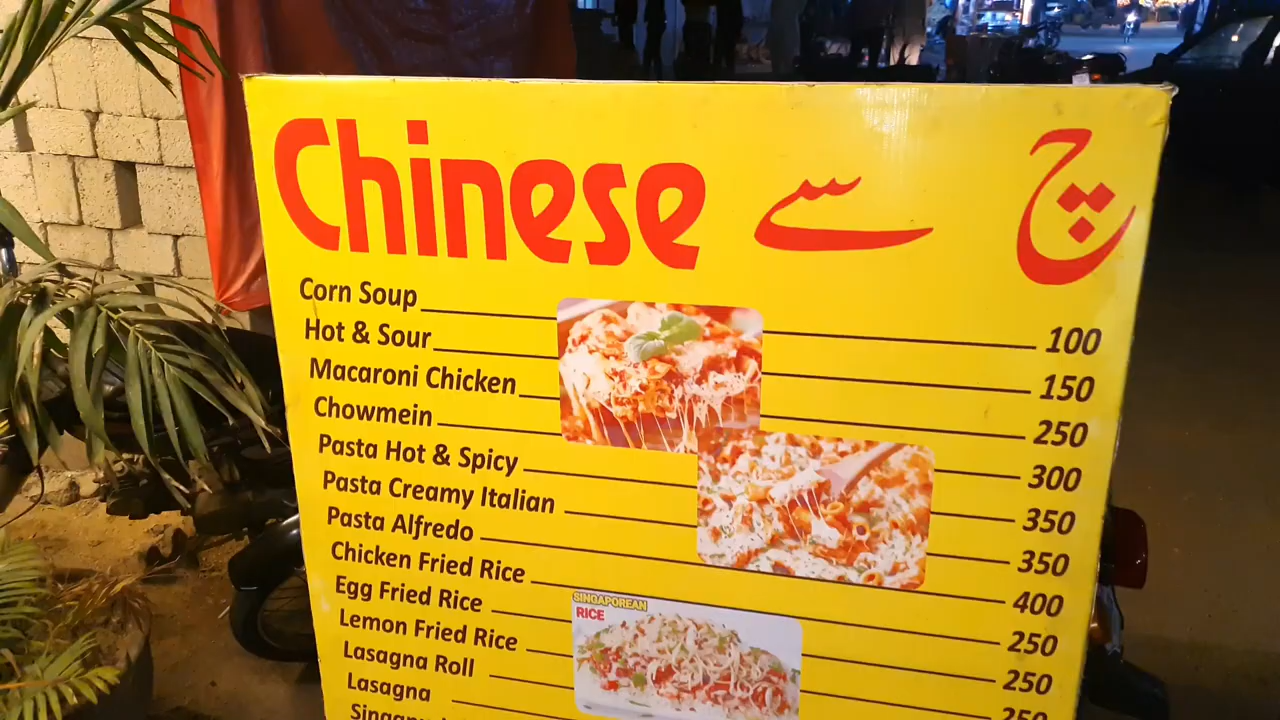 Chinese سے چ
Corn Soup 100
Hot & Sour 150
Macaroni Chicken 250
Chowmein 300
Pasta Hot & Spicy 350
Pasta Creamy Italian 350
Pasta Alfredo 400
Chicken Fried Rice 250
Egg Fried Rice 250
Lemon Fried Rice 250
Lasagna Roll
Lasagna
SINGAPOREAN
RICE